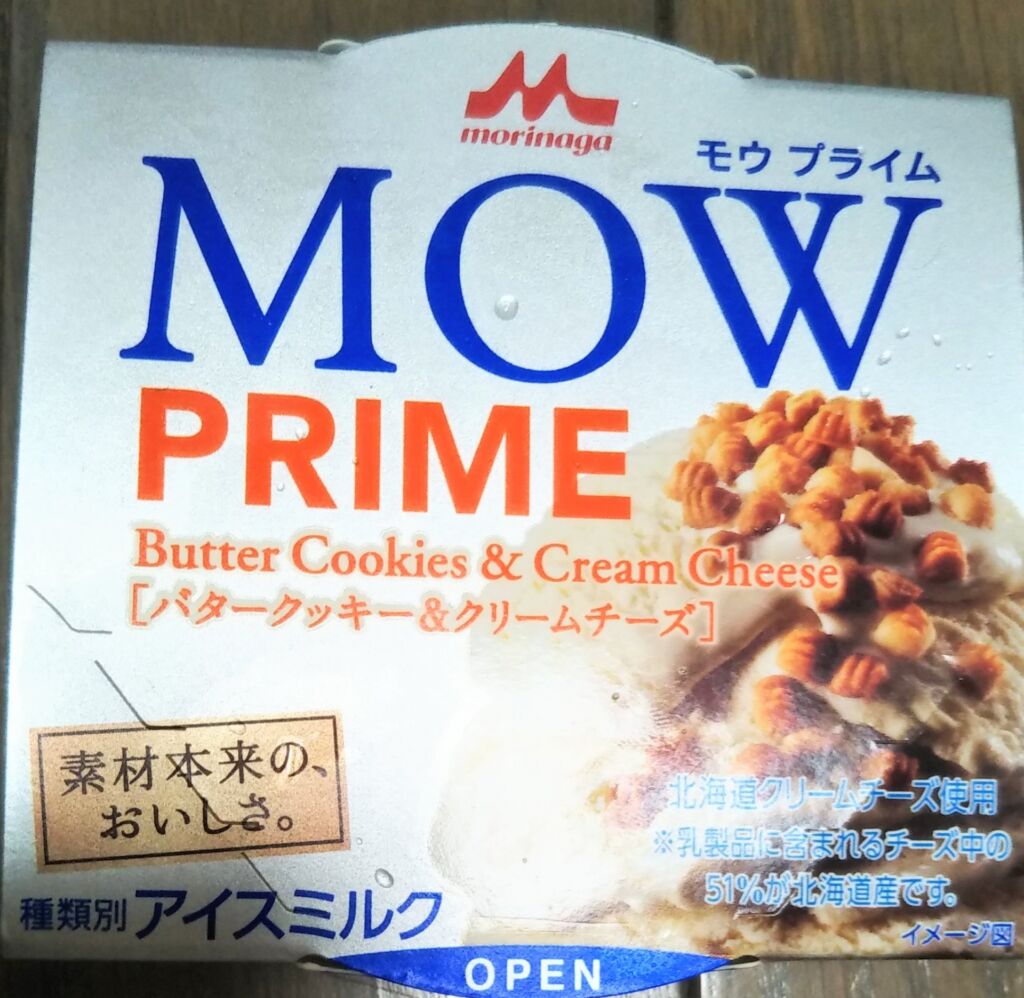 morinaga
モウ プライム
MOW
PRIME
Butter Cookies & Cream Cheese
[バタークッキー&クリームチーズ]
素材本来の、
おいしさ。
北海道クリームチーズ使用
※乳製品に含まれるチーズ中の
51%が北海道産です。
種類別 アイスミルク
イメージ図
OPEN